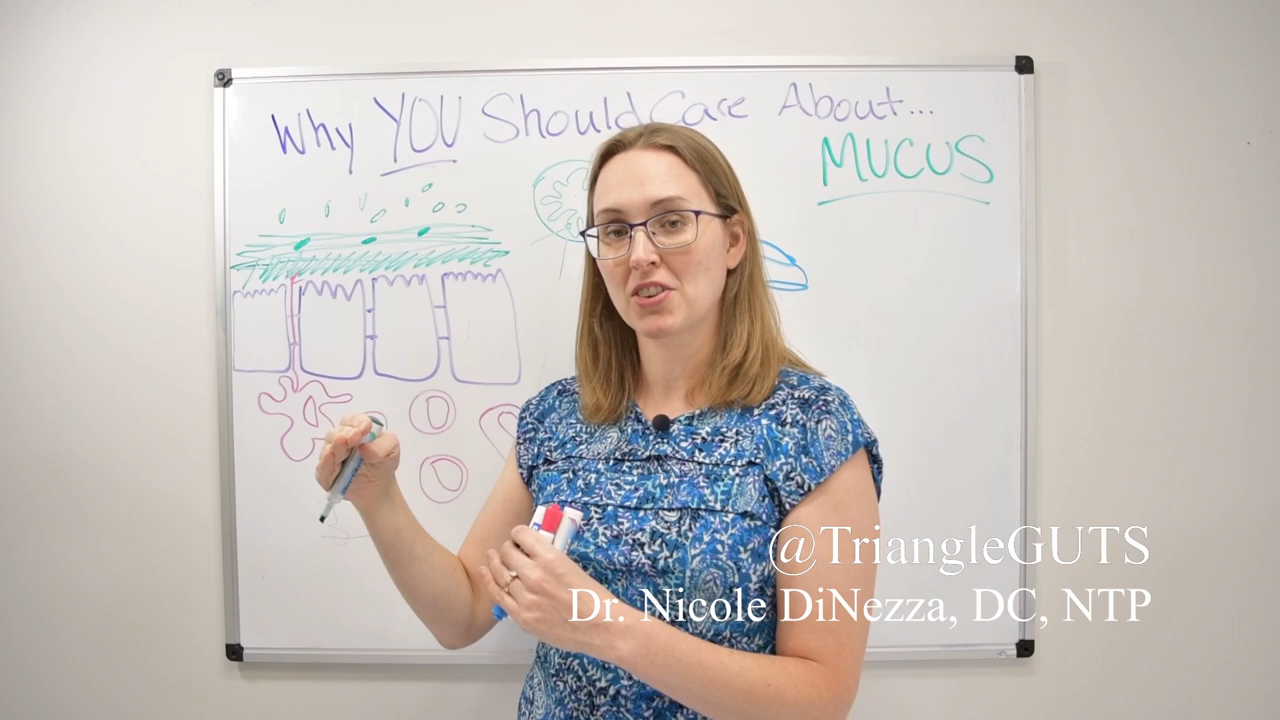 Why YOU Should Care About...
MUCUS
@TriangleGUTS
Dr. Nicole DiNezza, DC, NTP